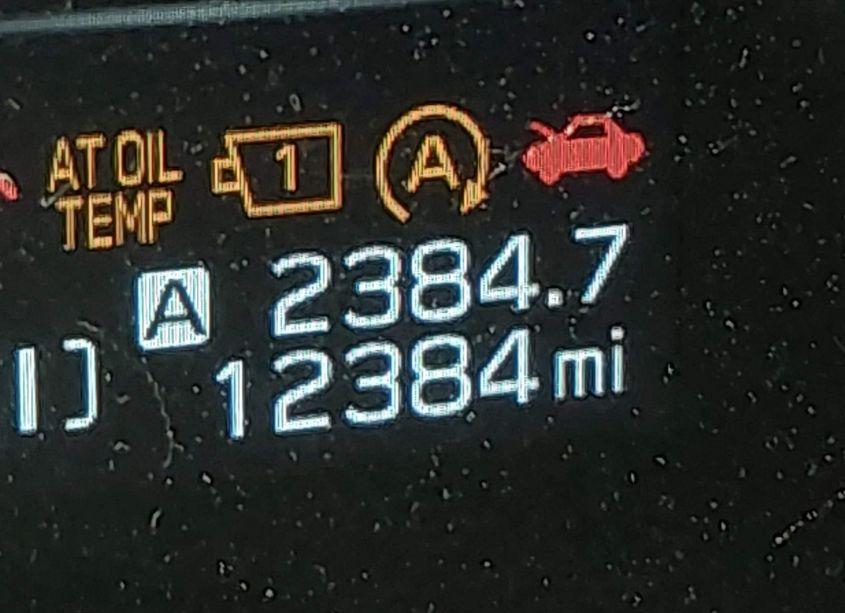 AT OIL
TEMP
1
A
A 2384.7
12384 mi